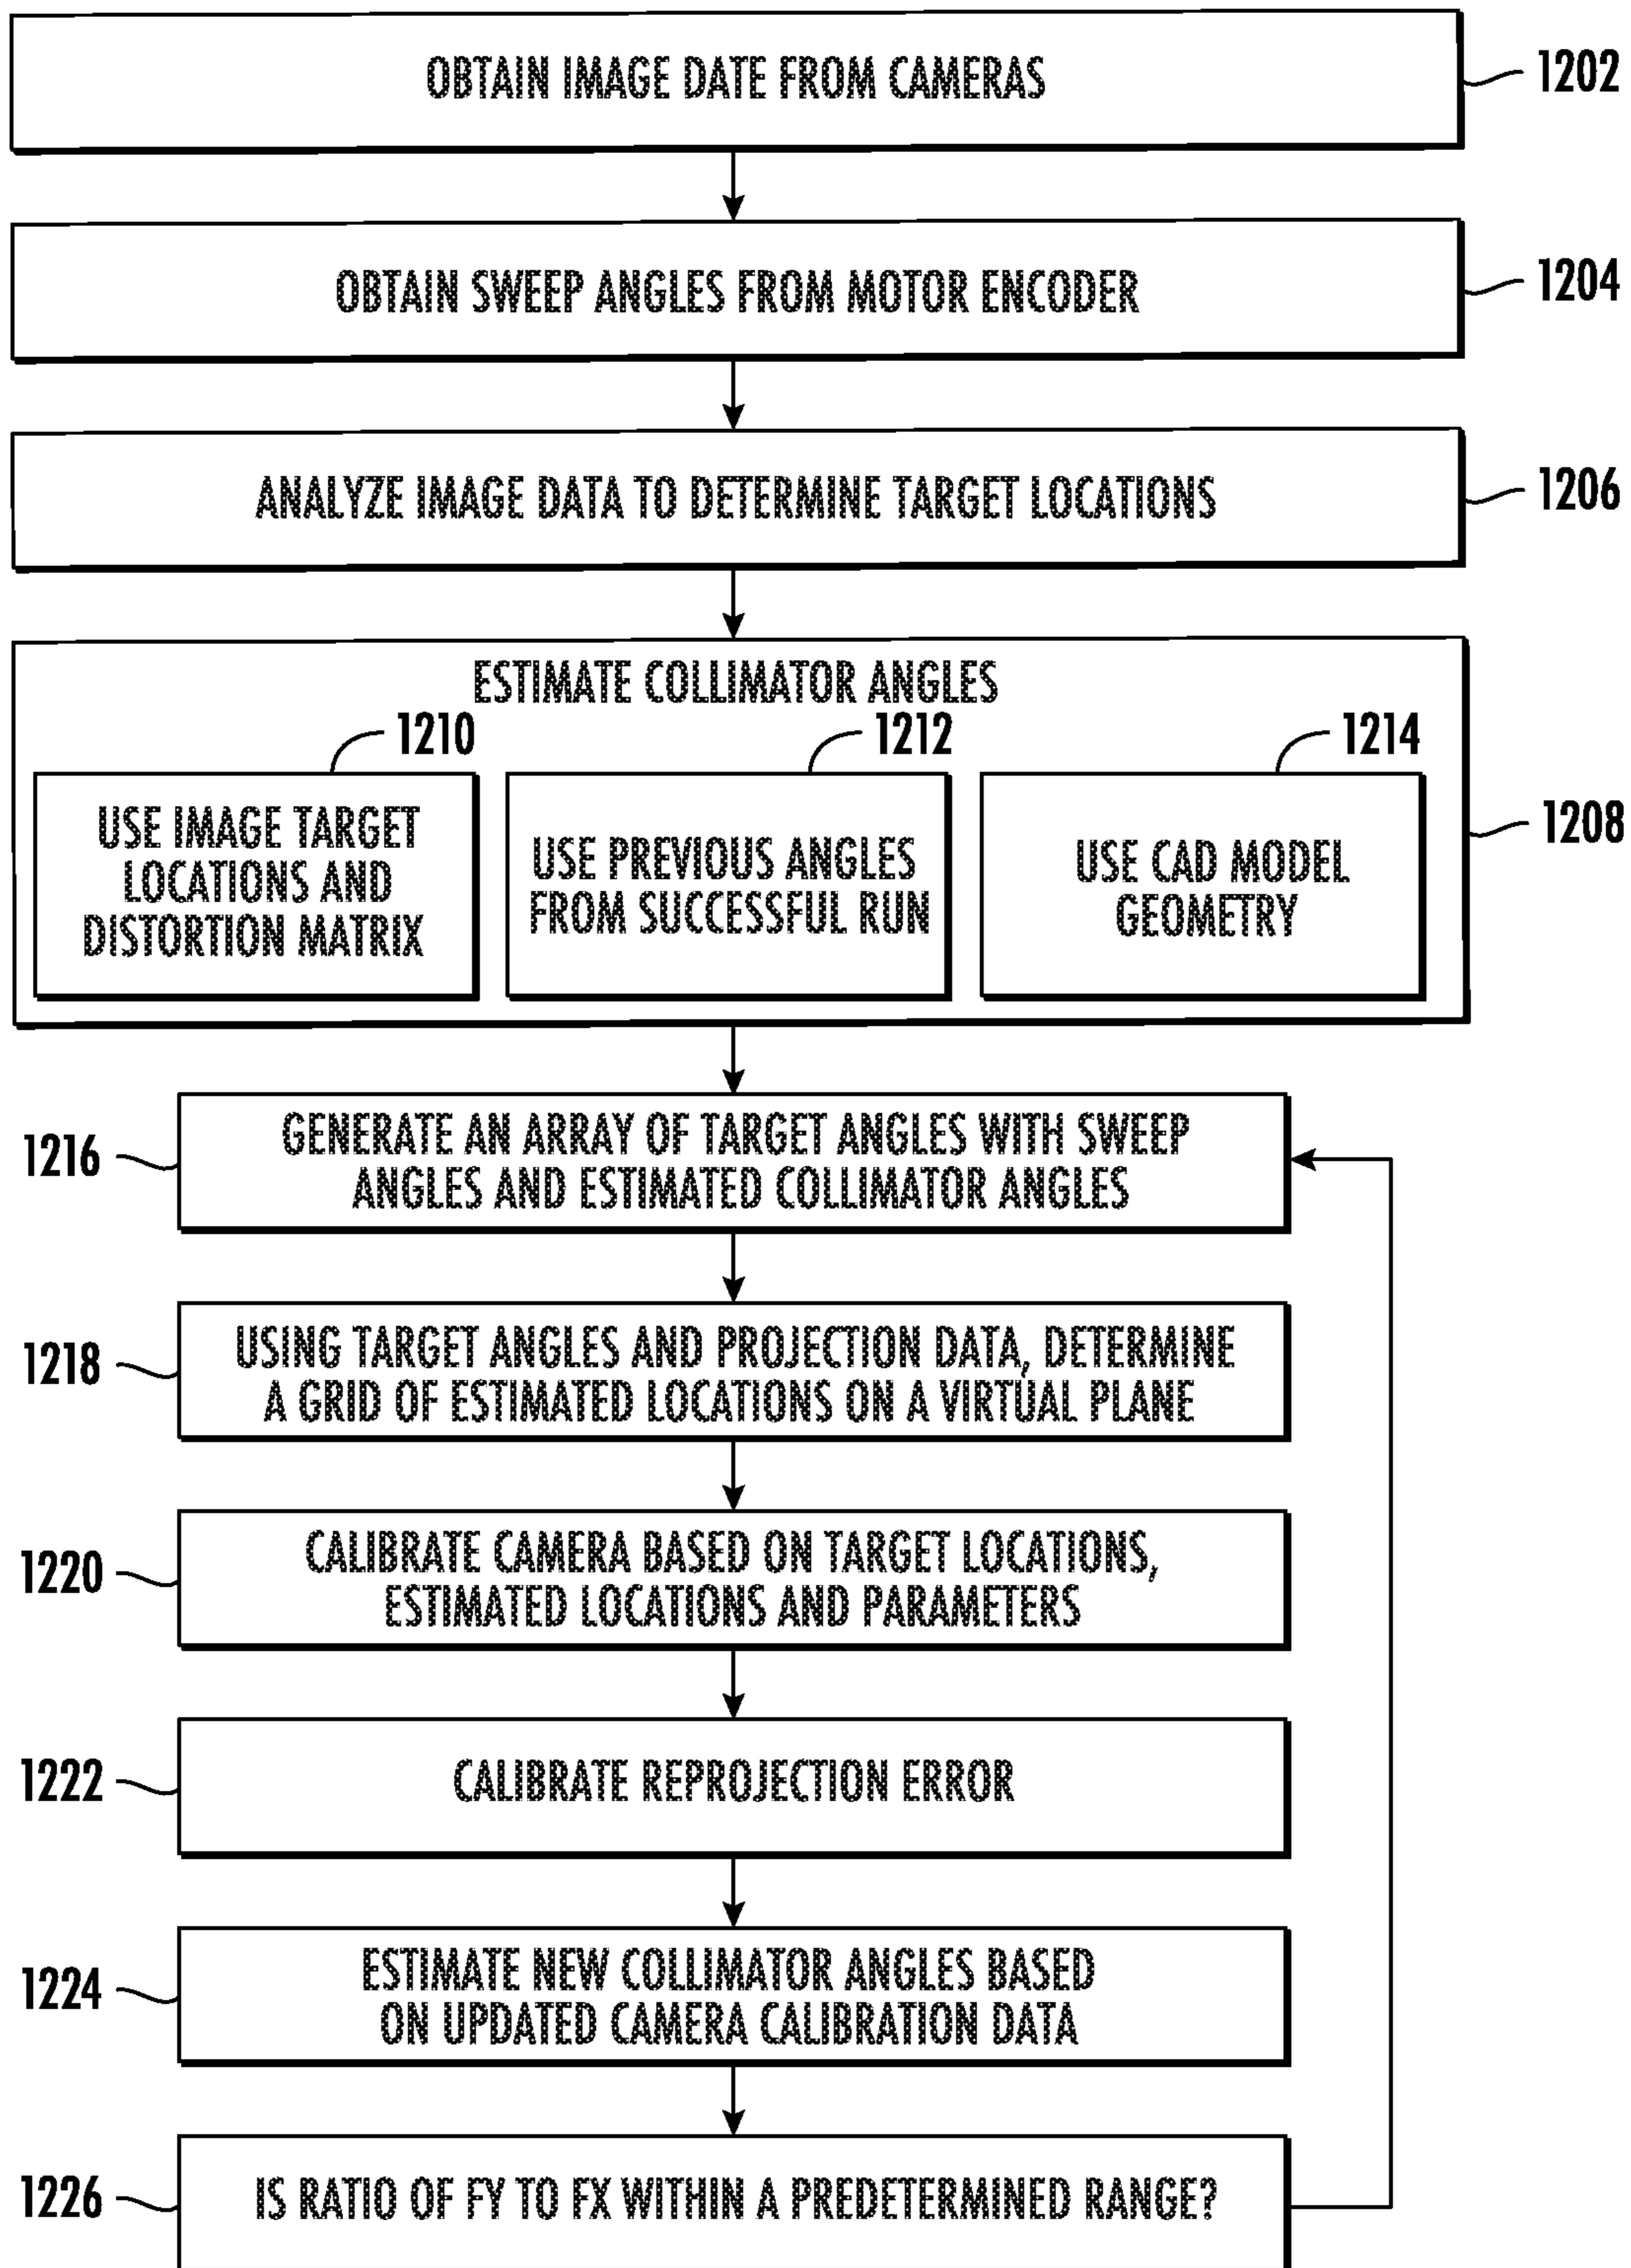 OBTAIN IMAGE DATE FROM CAMERAS
1202
OBTAIN SWEEP ANGLES FROM MOTOR ENCODER
1204
ANALYZE IMAGE DATA TO DETERMINE TARGET LOCATIONS
1206
ESTIMATE COLLIMATOR ANGLES
1210
1212
1214
USE IMAGE TARGET
LOCATIONS AND
DISTORTION MATRIX
USE PREVIOUS ANGLES
FROM SUCCESSFUL RUN
USE CAD MODEL
GEOMETRY
1208
1216
GENERATE AN ARRAY OF TARGET ANGLES WITH SWEEP
ANGLES AND ESTIMATED COLLIMATOR ANGLES
1218
USING TARGET ANGLES AND PROJECTION DATA, DETERMINE
A GRID OF ESTIMATED LOCATIONS ON A VIRTUAL PLANE
1220
CALIBRATE CAMERA BASED ON TARGET LOCATIONS,
ESTIMATED LOCATIONS AND PARAMETERS
1222
CALIBRATE REPROJECTION ERROR
1224
ESTIMATE NEW COLLIMATOR ANGLES BASED
ON UPDATED CAMERA CALIBRATION DATA
1226
IS RATIO OF FY TO FX WITHIN A PREDETERMINED RANGE?